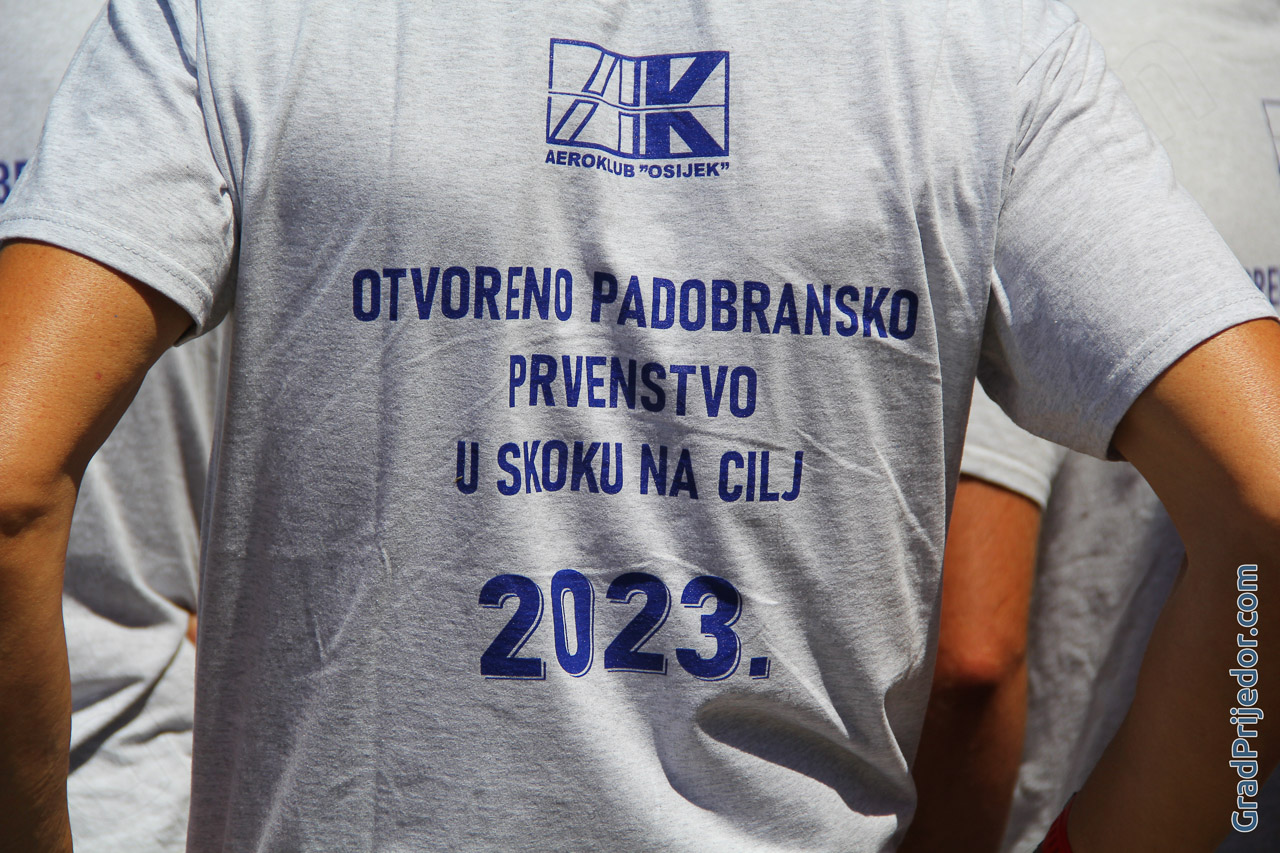 AK
AEROKLUB "OSIJEK"
OTVORENO PADOBRANSKO
PRVENSTVO
U SKOKU NA CILJ
2023.
GradPrijedor.com